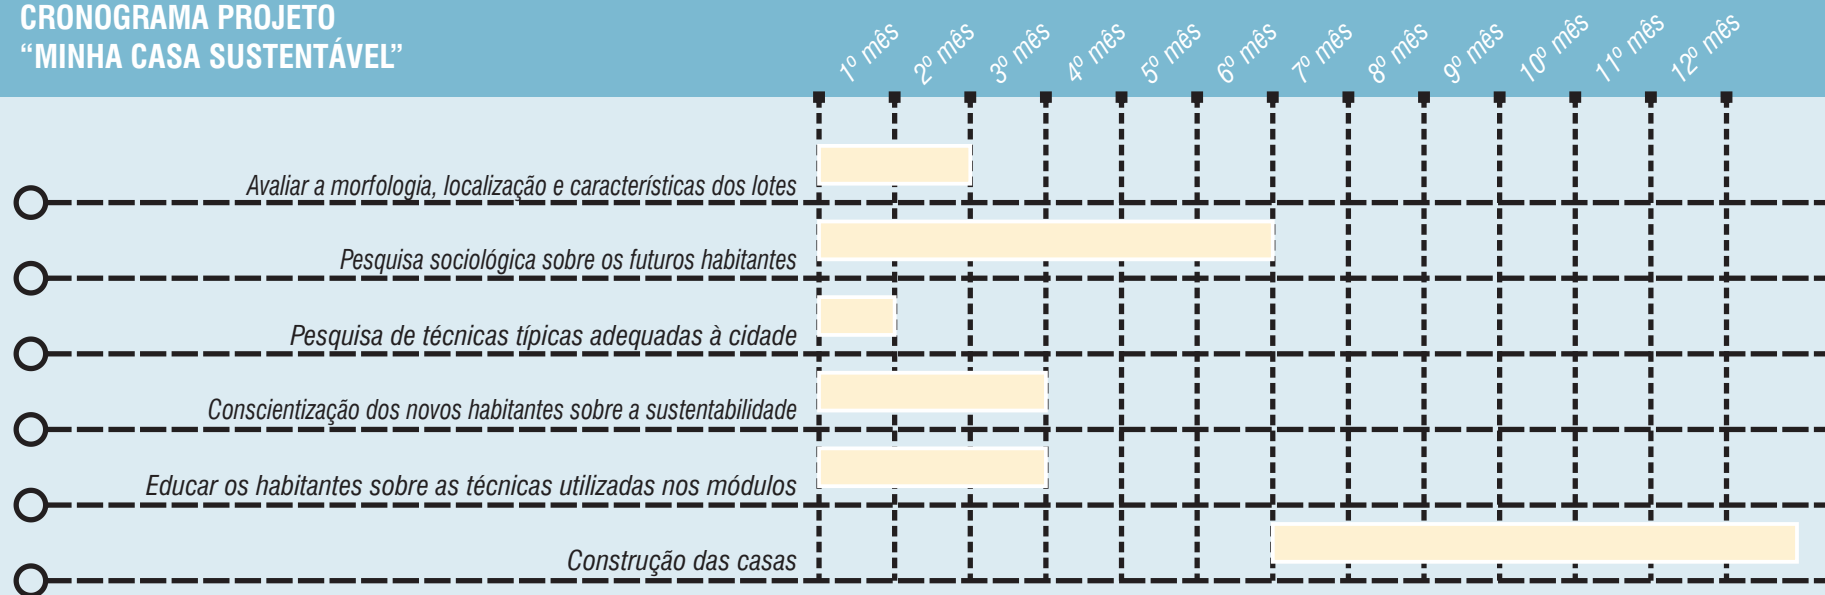 CRONOGRAMA PROJETO
“MINHA CASA SUSTENTÁVEL”
1º mês
2º mês
3º mês
4º mês
5º mês
6º mês
7º mês
8º mês
9º mês
10º mês
11º mês
12º mês
Avaliar a morfologia, localização e características dos lotes
Pesquisa sociológica sobre os futuros habitantes
Pesquisa de técnicas típicas adequadas à cidade
Conscientização dos novos habitantes sobre a sustentabilidade
Educar os habitantes sobre as técnicas utilizadas nos módulos
Construção das casas